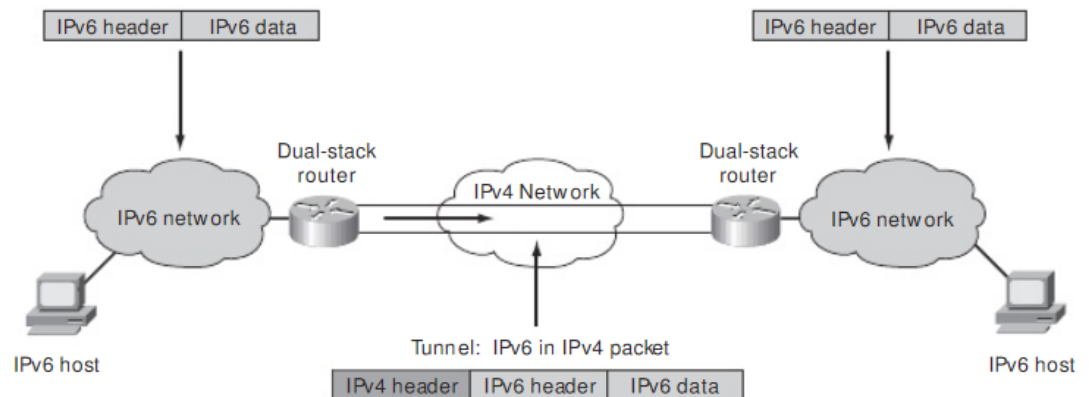 IPv6 header IPv6 data
IPv6 header IPv6 data
Dual-stack
router
Dual-stack
router
IPv6 network
IPv4 Network
IPv6 network
IPv6 host
Tunnel: IPv6 in IPv4 packet
IPv6 host
IPv4 header IPv6 header IPv6 data